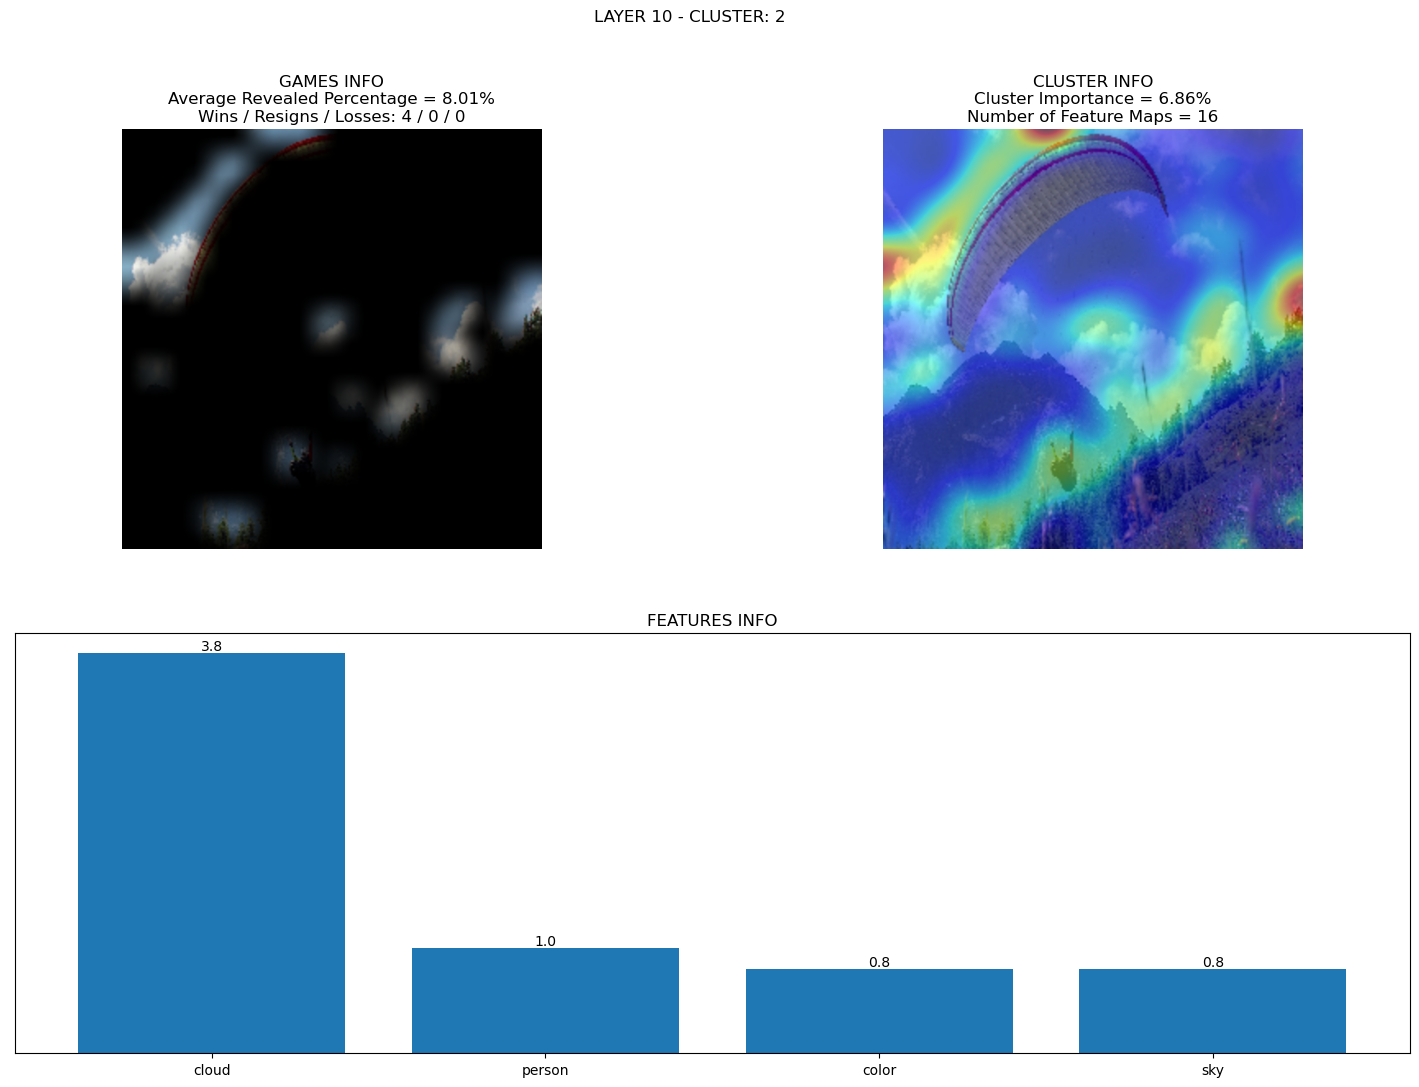 LAYER 10 - CLUSTER: 2
GAMES INFO
Average Revealed Percentage = 8.01%
Wins / Resigns / Losses: 4 / 0 / 0
CLUSTER INFO
Cluster Importance = 6.86%
Number of Feature Maps = 16
FEATURES INFO
3.8
1.0
0.8
0.8
cloud
person
color
sky